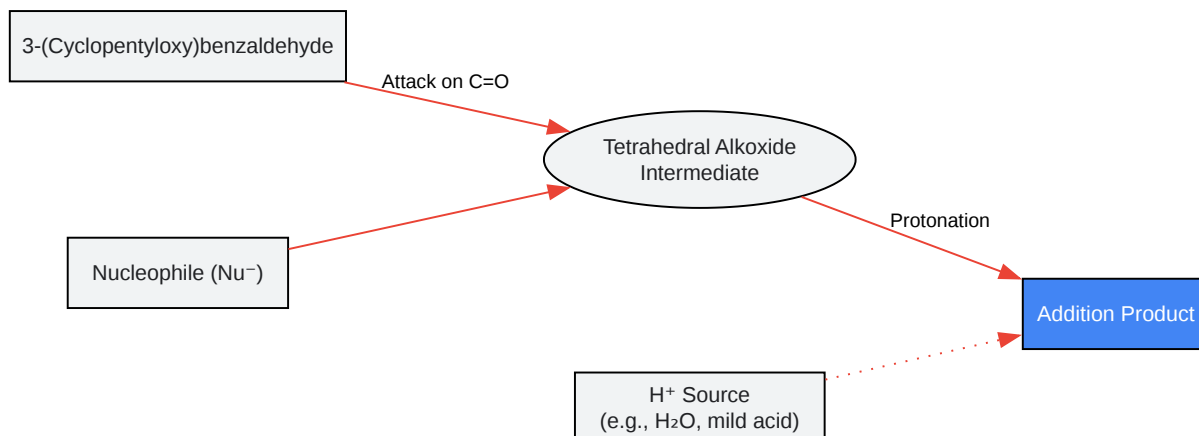 3-(Cyclopentyloxy)benzaldehyde
Attack on C=O
Tetrahedral Alkoxide
Intermediate
Protonation
Nucleophile (Nu⁻)
Addition Product
H⁺ Source
(e.g., H₂O, mild acid)